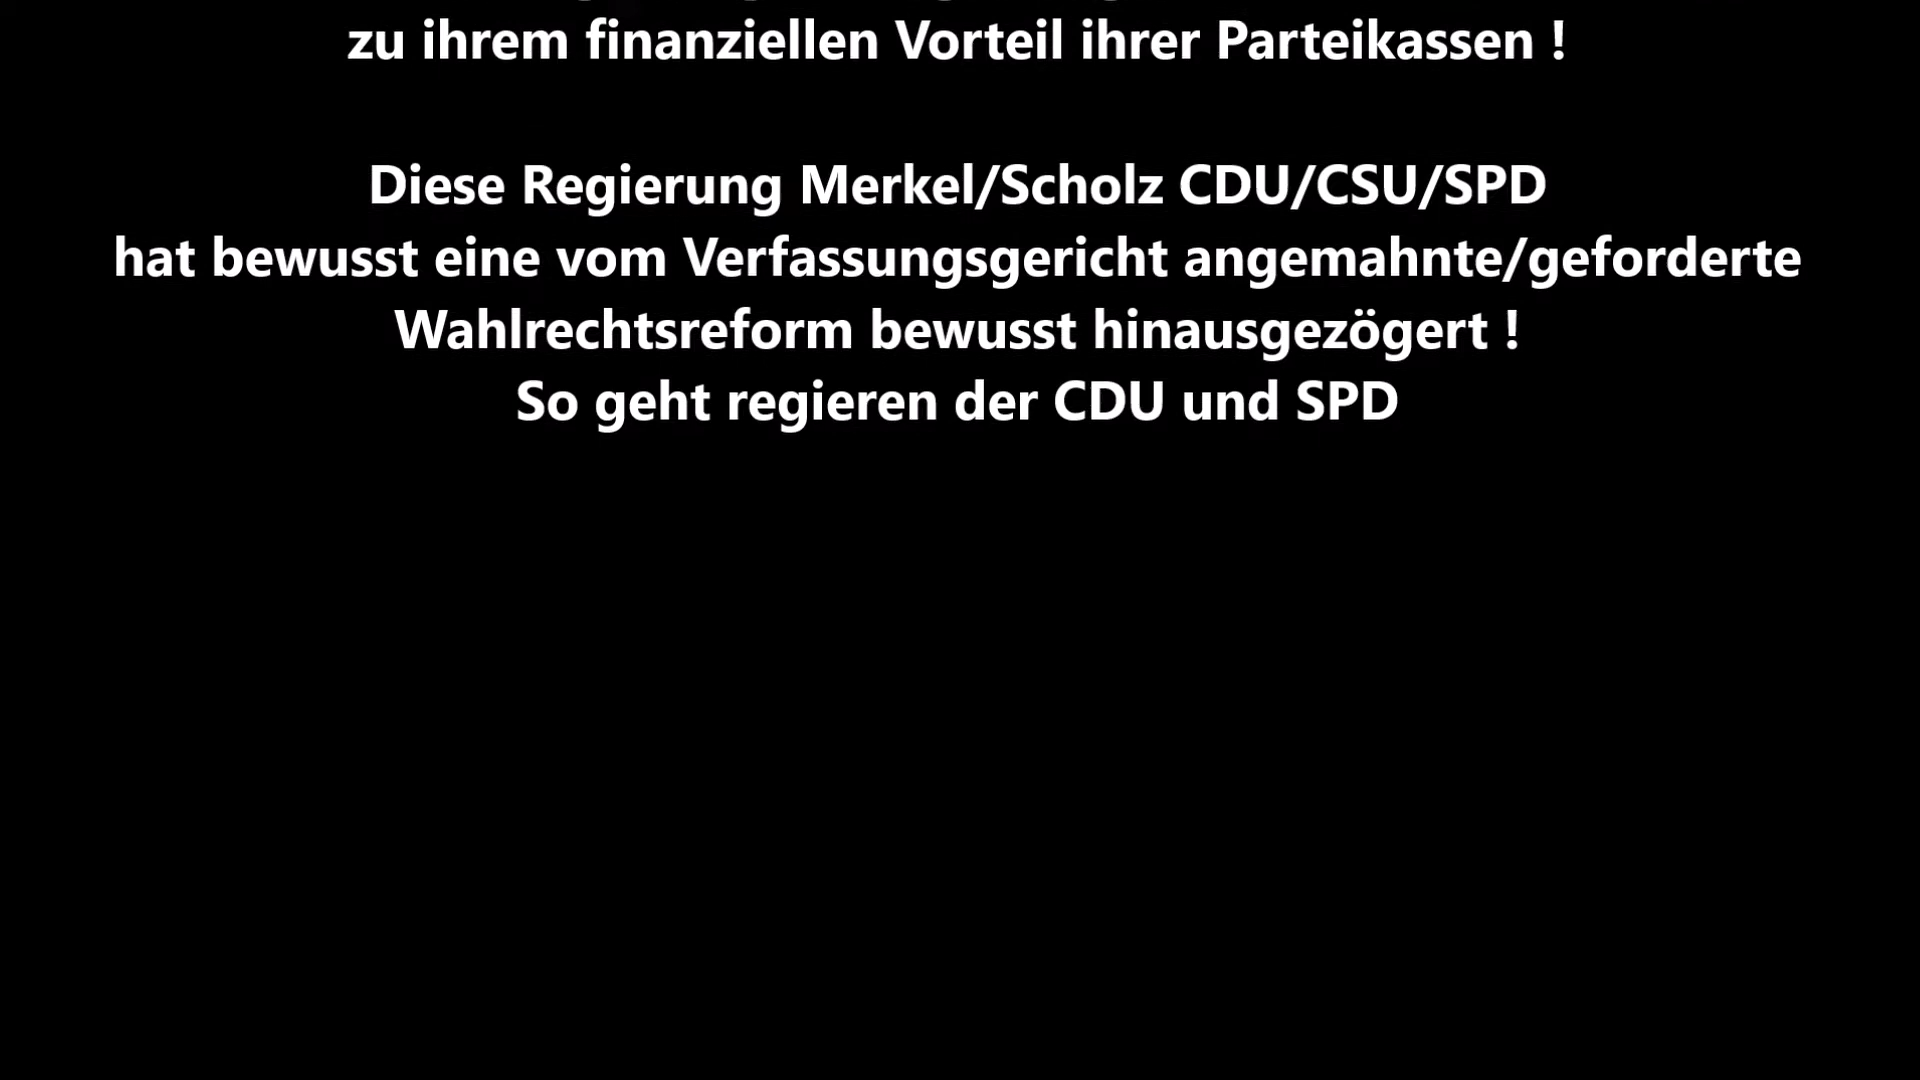 zu ihrem finanziellen Vorteil ihrer Parteikassen !
Diese Regierung Merkel/Scholz CDU/CSU/SPD
hat bewusst eine vom Verfassungsgericht angemahnte/geforderte
Wahlrechtsreform bewusst hinausgezögert !
So geht regieren der CDU und SPD